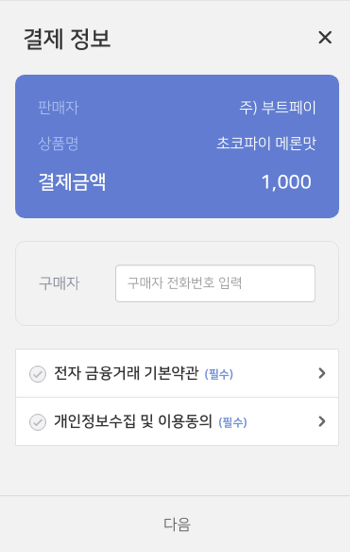 결제 정보
판매자 주) 부트페이
상품명 초코파이 메론맛
결제금액 1,000
구매자 구매자 전화번호 입력
전자 금융거래 기본약관 (필수)
개인정보수집 및 이용동의 (필수)
다음